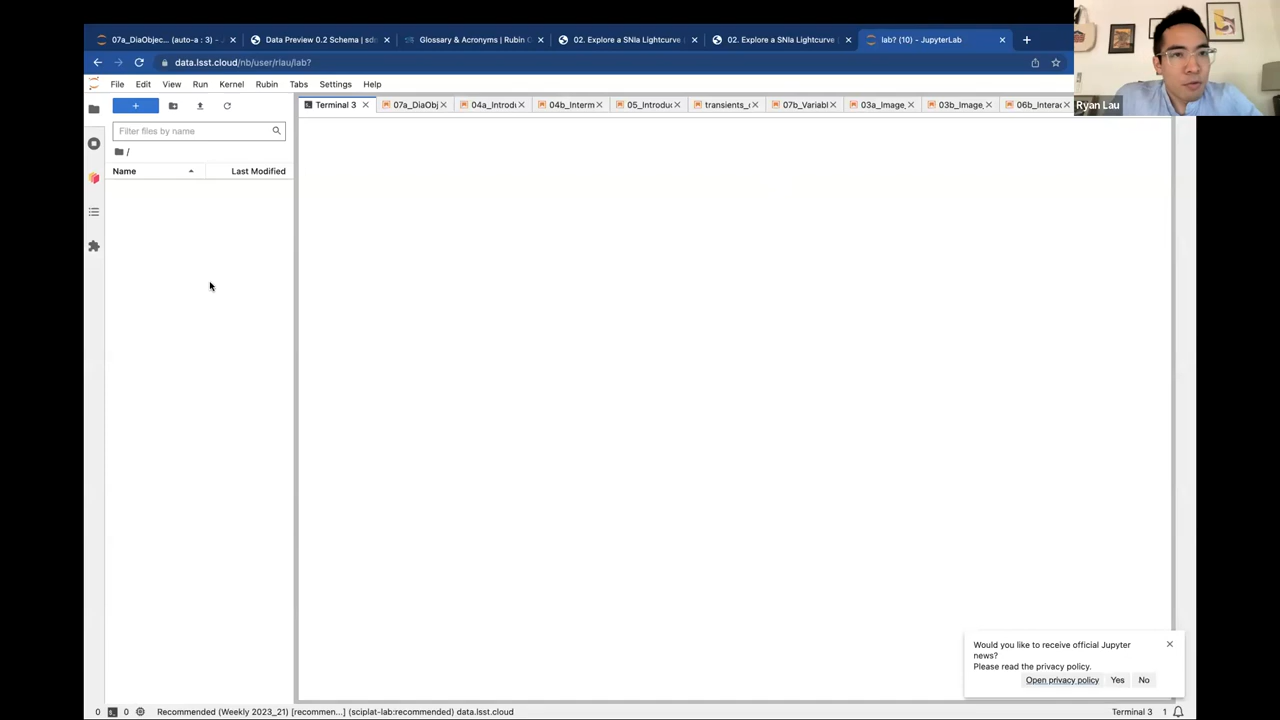 07a_DiaObjec... (auto-a : 3) -
Data Preview 0.2 Schema | sd
Glossary & Acronyms | Rubin
02. Explore a SNIa Lightcurve
02. Explore a SNIa Lightcurve
lab? (10) - JupyterLab
data.lsst.cloud/nb/user/rlau/lab?
File Edit View Run Kernel Rubin Tabs Settings Help
Terminal 3
07a_DiaObj
04a_Introdu
04b_Interm
05_Introduc
transients_
07b_Variabl
03a_Image_
03b_Image_
06b_Interac
Ryan Lau
Filter files by name
/
Name Last Modified
Would you like to receive official Jupyter
news?
Please read the privacy policy.
Open privacy policy Yes No
0 0 Recommended (Weekly 2023_21) [recommen...] (sciplat-lab:recommended) data.lsst.cloud Terminal 3 1